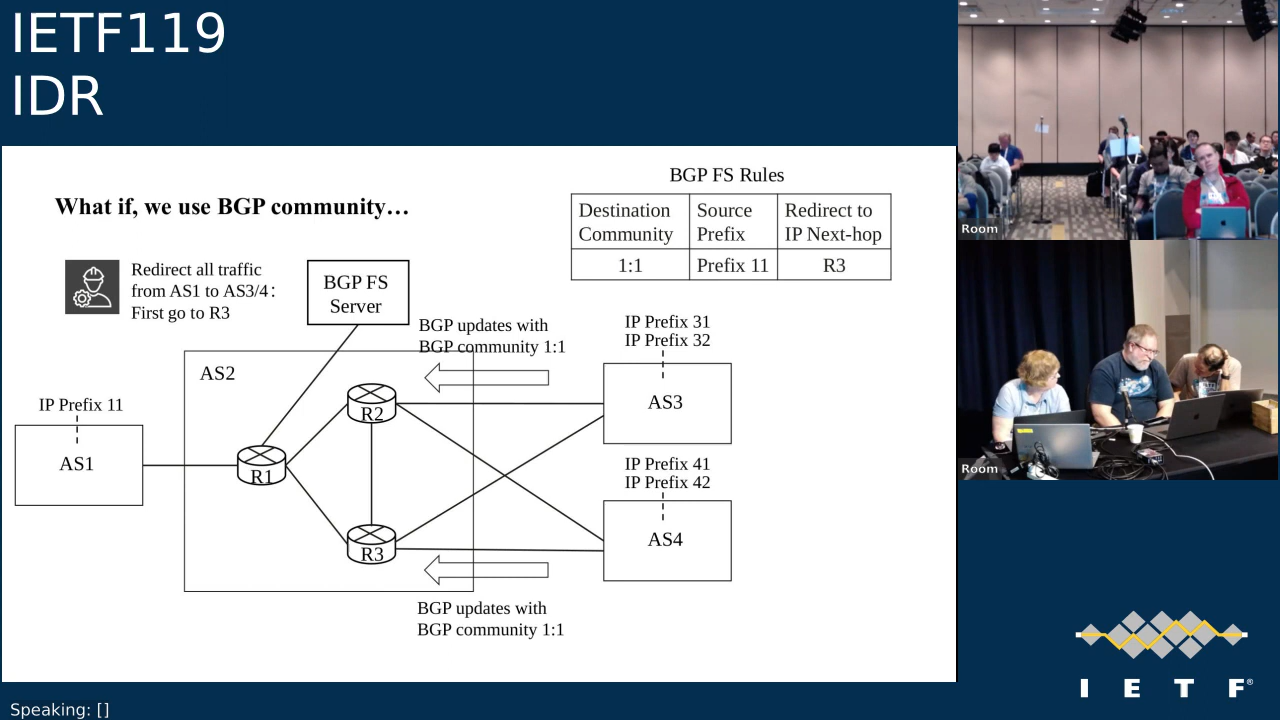 IETF119
IDR
What if, we use BGP community…
BGP FS Rules
Destination Community
Source Prefix
Redirect to IP Next-hop
1:1
Prefix 11
R3
Redirect all traffic
from AS1 to AS3/4：
First go to R3
BGP FS
Server
BGP updates with
BGP community 1:1
IP Prefix 31
IP Prefix 32
AS2
IP Prefix 11
AS1
R1
R2
R3
AS3
IP Prefix 41
IP Prefix 42
AS4
BGP updates with
BGP community 1:1
Room
Room
I E T F®
Speaking: []